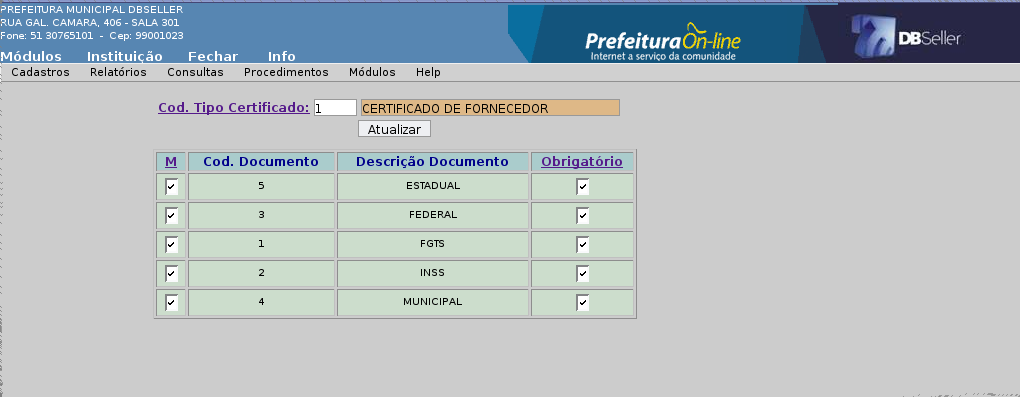 PREFEITURA MUNICIPAL DBSELLER
RUA GAL. CAMARA, 406 - SALA 301
Fone: 51 30765101 - Cep: 99001023
Prefeitura On-line
Internet a serviço da comunidade
DBSeller
Módulos Instituição Fechar Info
Cadastros Relatórios Consultas Procedimentos Módulos Help
Cod. Tipo Certificado: 1 CERTIFICADO DE FORNECEDOR
Atualizar
M Cod. Documento Descrição Documento Obrigatório
5 ESTADUAL
3 FEDERAL
1 FGTS
2 INSS
4 MUNICIPAL